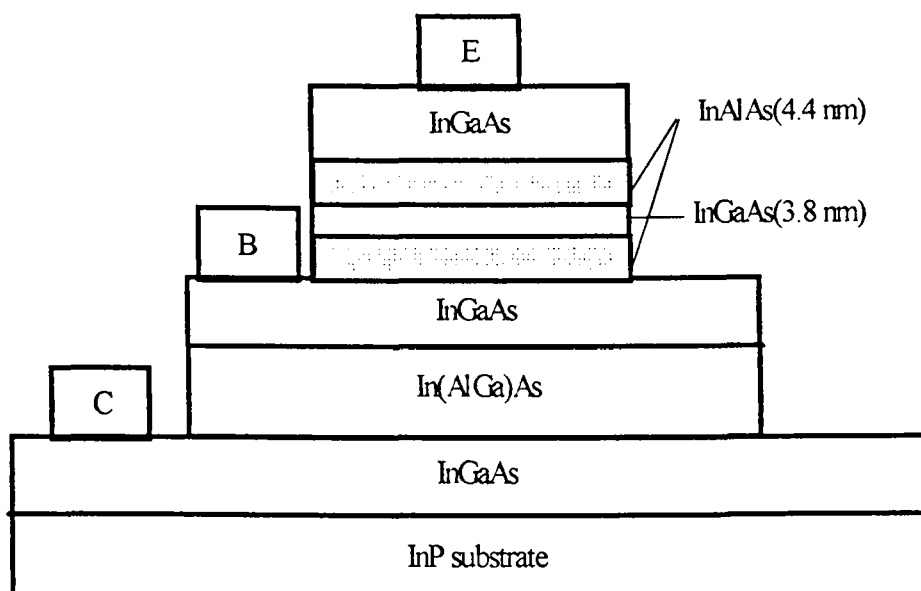 E
InGaAs
InAlAs(4.4 nm)
InGaAs(3.8 nm)
B
InGaAs
In(AlGa)As
C
InGaAs
InP substrate